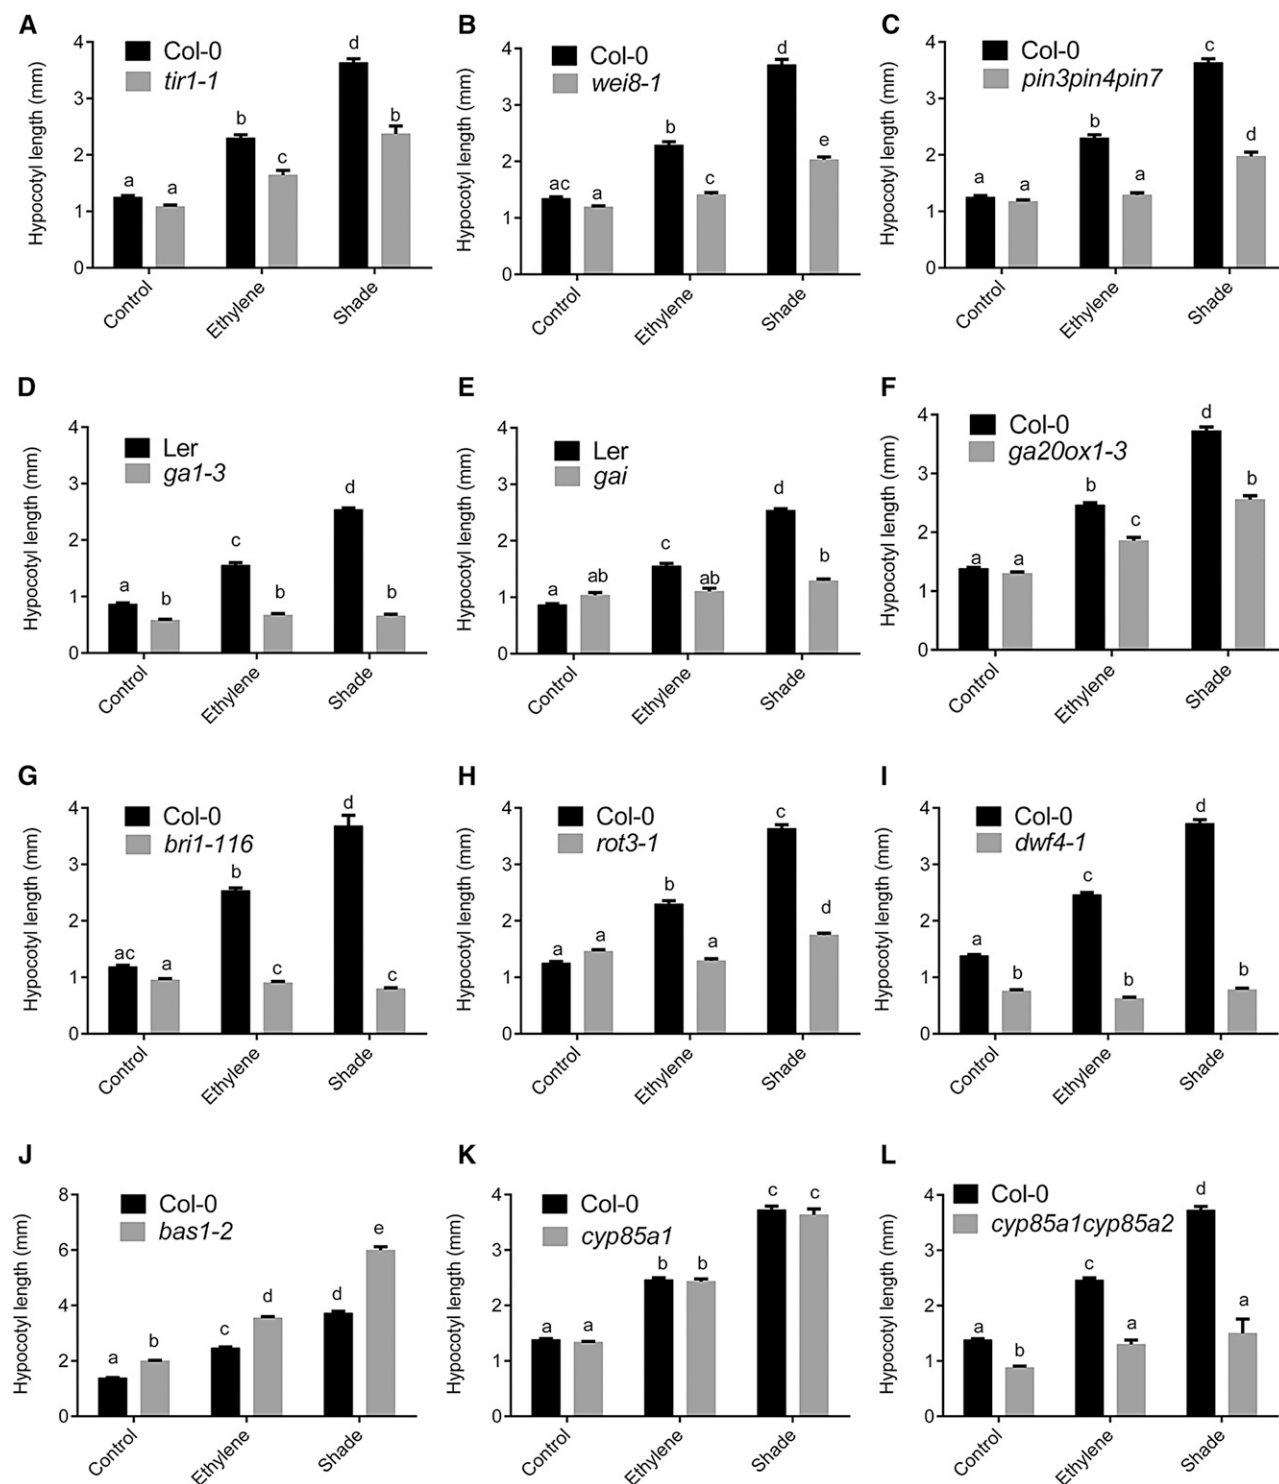 A
Hypocotyl length (mm)
4
3
2
1
0
Col-0
tir1-1
a
a
b
c
d
b
Control
Ethylene
Shade
B
Hypocotyl length (mm)
4
3
2
1
0
Col-0
wei8-1
ac
a
b
c
d
e
Control
Ethylene
Shade
C
Hypocotyl length (mm)
4
3
2
1
0
Col-0
pin3pin4pin7
a
a
b
a
c
d
Control
Ethylene
Shade
D
Hypocotyl length (mm)
4
3
2
1
0
Ler
ga1-3
a
b
c
b
d
b
Control
Ethylene
Shade
E
Hypocotyl length (mm)
4
3
2
1
0
Ler
gai
a
ab
c
ab
d
b
Control
Ethylene
Shade
F
Hypocotyl length (mm)
4
3
2
1
0
Col-0
ga20ox1-3
a
a
b
c
d
b
Control
Ethylene
Shade
G
Hypocotyl length (mm)
4
3
2
1
0
Col-0
bri1-116
ac
a
b
c
d
c
Control
Ethylene
Shade
H
Hypocotyl length (mm)
4
3
2
1
0
Col-0
rot3-1
a
a
b
a
c
d
Control
Ethylene
Shade
I
Hypocotyl length (mm)
4
3
2
1
0
Col-0
dwf4-1
a
b
c
b
d
b
Control
Ethylene
Shade
J
Hypocotyl length (mm)
8
6
4
2
0
Col-0
bas1-2
a
b
c
d
d
e
Control
Ethylene
Shade
K
Hypocotyl length (mm)
4
3
2
1
0
Col-0
cyp85a1
a
a
b
b
c
c
Control
Ethylene
Shade
L
Hypocotyl length (mm)
4
3
2
1
0
Col-0
cyp85a1cyp85a2
a
b
c
a
d
a
Control
Ethylene
Shade